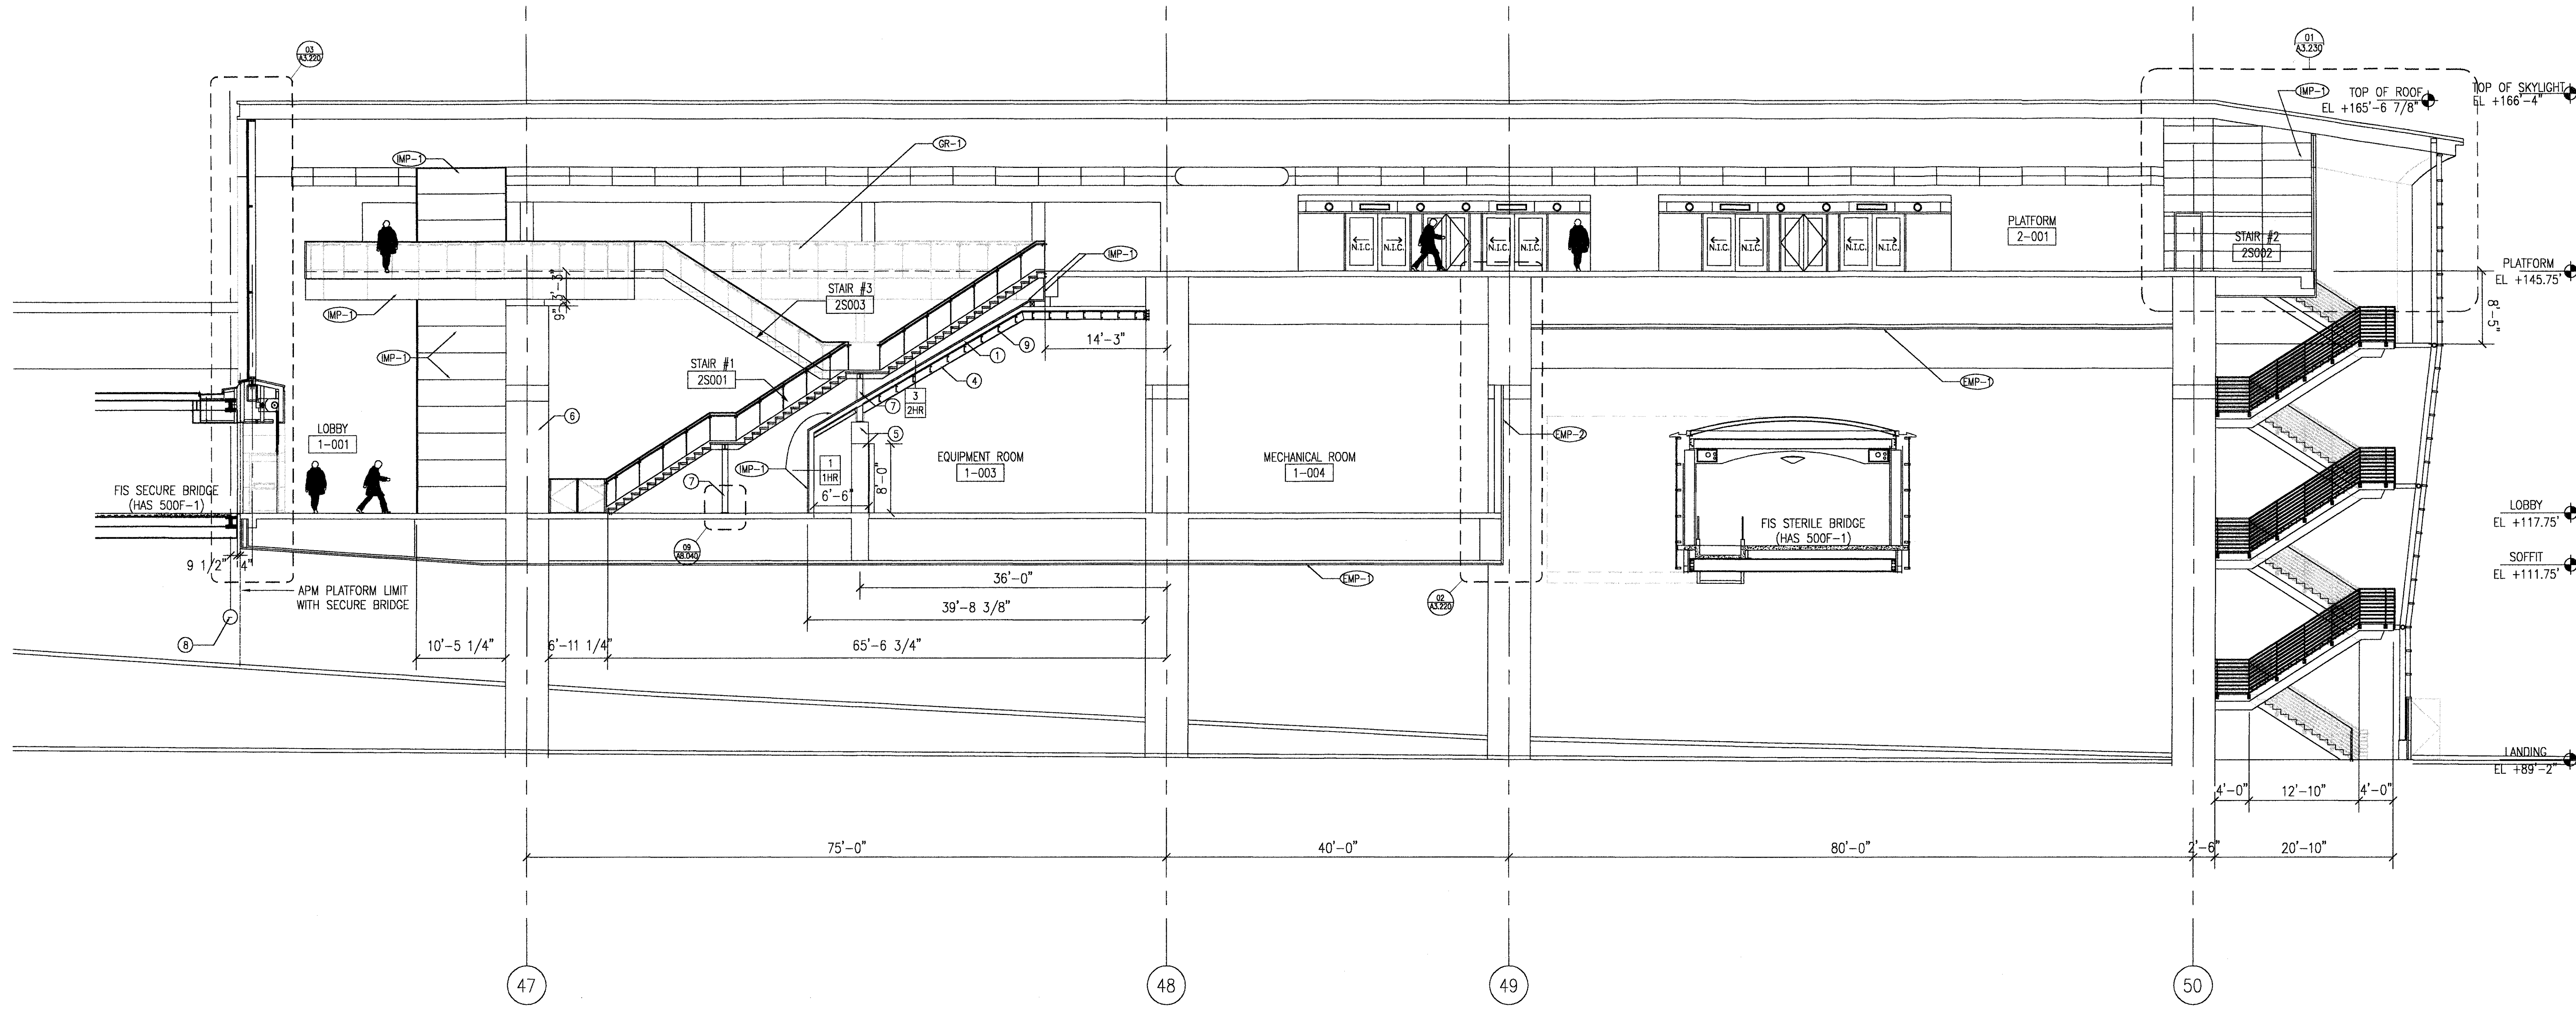 03
A3.220
01
A3.230
IMP-1
TOP OF ROOF
EL +165'-6 7/8"
TOP OF SKYLIGHT
EL +166'-4"
IMP-1
GR-1
N.I.C.
N.I.C.
N.I.C.
N.I.C.
N.I.C.
N.I.C.
N.I.C.
N.I.C.
PLATFORM
2-001
STAIR #2
2S002
IMP-1
PLATFORM
EL +145.75'
3'-3"
9"
STAIR #3
2S003
IMP-1
8'-5"
14'-3"
9
1
4
IMP-1
STAIR #1
2S001
EMP-1
6
7
3
2HR
5
EMP-2
LOBBY
1-001
IMP-1
1
1HR
6'-6"
8'-0"
EQUIPMENT ROOM
1-003
MECHANICAL ROOM
1-004
7
FIS SECURE BRIDGE
(HAS 500F-1)
FIS STERILE BRIDGE
(HAS 500F-1)
LOBBY
EL +117.75'
SOFFIT
EL +111.75'
09
A8.040
9 1/2"
4"
EMP-1
02
A3.220
APM PLATFORM LIMIT
WITH SECURE BRIDGE
8
36'-0"
39'-8 3/8"
10'-5 1/4"
6'-11 1/4"
65'-6 3/4"
LANDING
EL +89'-2"
4'-0"
12'-10"
4'-0"
75'-0"
40'-0"
80'-0"
2'-6"
20'-10"
47
48
49
50